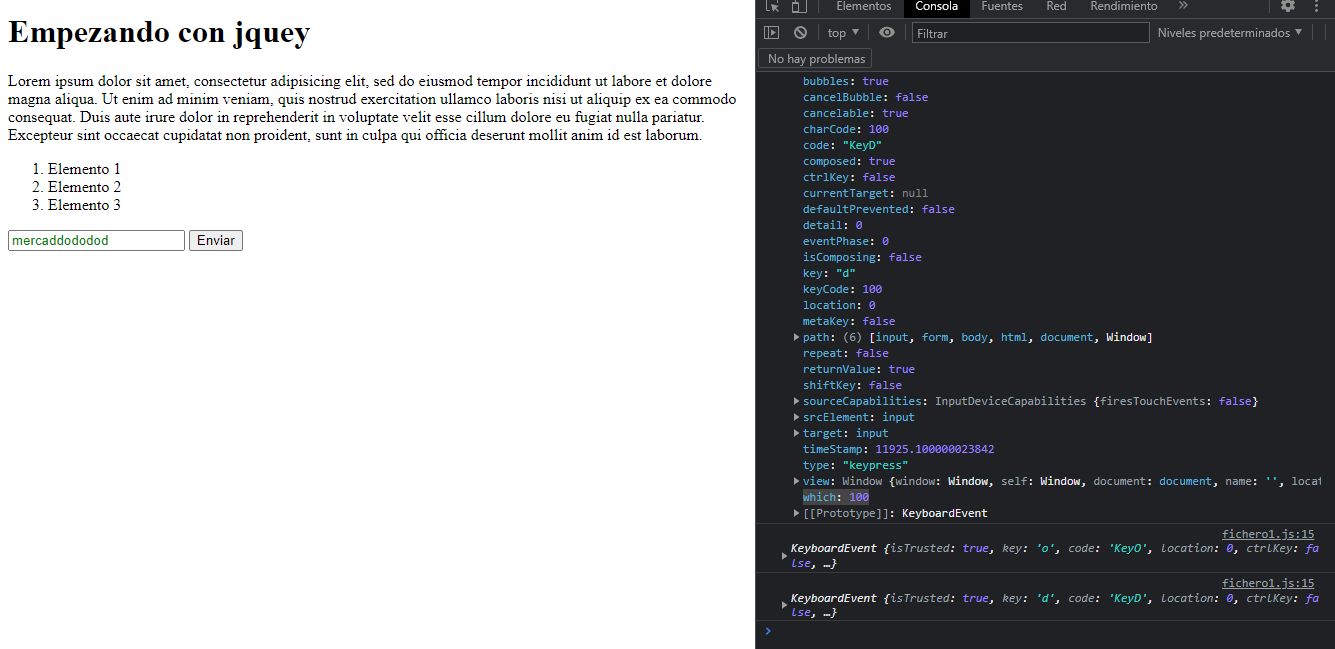 Empezando con jquey
Lorem ipsum dolor sit amet, consectetur adipisicing elit, sed do eiusmod tempor incididunt ut labore et dolore
magna aliqua. Ut enim ad minim veniam, quis nostrud exercitation ullamco laboris nisi ut aliquip ex ea commodo
consequat. Duis aute irure dolor in reprehenderit in voluptate velit esse cillum dolore eu fugiat nulla pariatur.
Excepteur sint occaecat cupidatat non proident, sunt in culpa qui officia deserunt mollit anim id est laborum.
1. Elemento 1
2. Elemento 2
3. Elemento 3
mercaddododod Enviar
Elementos Consola Fuentes Red Rendimiento »
top ▼ Filtrar Niveles predeterminados ▼
No hay problemas
bubbles: true
cancelBubble: false
cancelable: true
charCode: 100
code: "KeyD"
composed: true
ctrlKey: false
currentTarget: null
defaultPrevented: false
detail: 0
eventPhase: 0
isComposing: false
key: "d"
keyCode: 100
location: 0
metaKey: false
path: (6) [input, form, body, html, document, Window]
repeat: false
returnValue: true
shiftKey: false
sourceCapabilities: InputDeviceCapabilities {firesTouchEvents: false}
srcElement: input
target: input
timeStamp: 11925.100000023842
type: "keypress"
view: Window {window: Window, self: Window, document: document, name: '', locat
which: 100
[[Prototype]]: KeyboardEvent
fichero1.js:15
KeyboardEvent {isTrusted: true, key: 'o', code: 'KeyO', location: 0, ctrlKey: fa
lse, …}
fichero1.js:15
KeyboardEvent {isTrusted: true, key: 'd', code: 'KeyD', location: 0, ctrlKey: fa
lse, …}